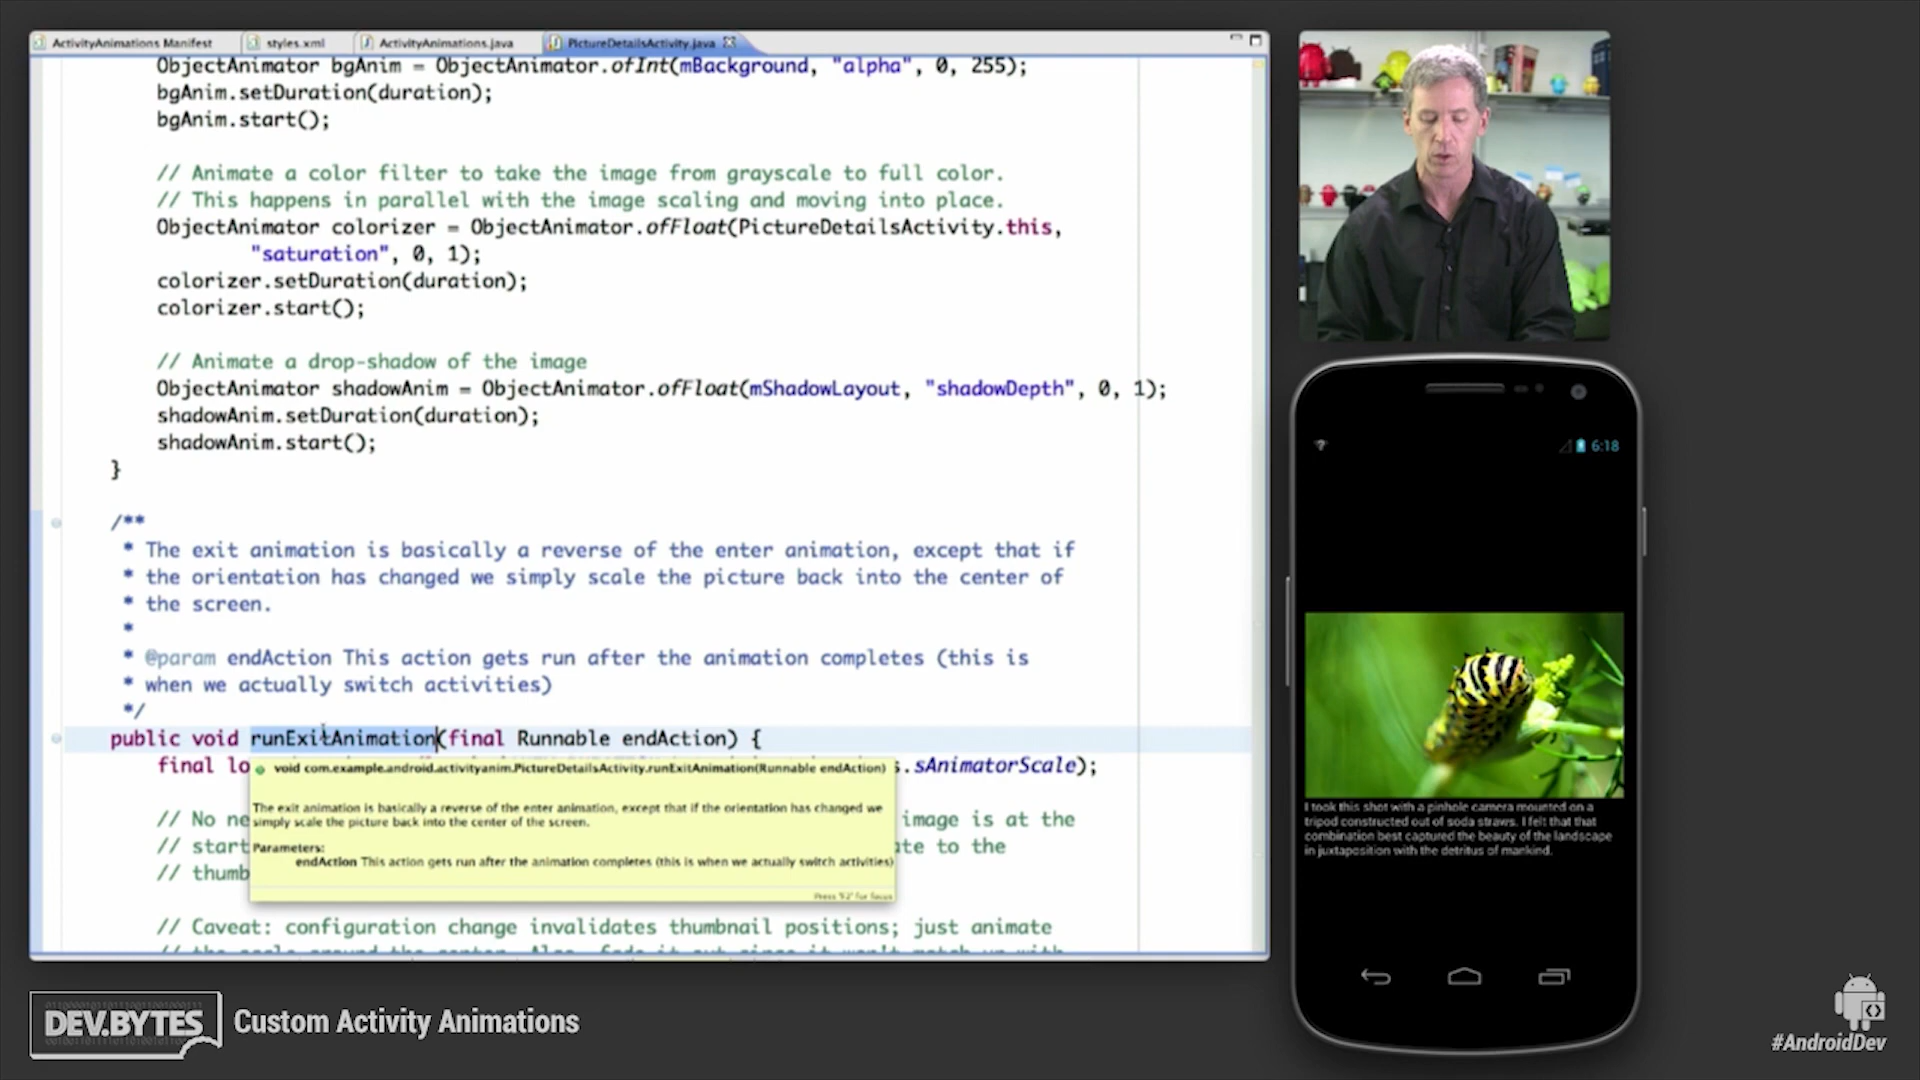 ActivityAnimations Manifest
styles.xml
ActivityAnimations.java
PictureDetailsActivity.java
ObjectAnimator bgAnim = ObjectAnimator.ofInt(mBackground, "alpha", 0, 255);
bgAnim.setDuration(duration);
bgAnim.start();
// Animate a color filter to take the image from grayscale to full color.
// This happens in parallel with the image scaling and moving into place.
ObjectAnimator colorizer = ObjectAnimator.ofFloat(PictureDetailsActivity.this,
"saturation", 0, 1);
colorizer.setDuration(duration);
colorizer.start();
// Animate a drop-shadow of the image
ObjectAnimator shadowAnim = ObjectAnimator.ofFloat(mShadowLayout, "shadowDepth", 0, 1);
shadowAnim.setDuration(duration);
shadowAnim.start();
}
/**
* The exit animation is basically a reverse of the enter animation, except that if
* the orientation has changed we simply scale the picture back into the center of
* the screen.
*
* @param endAction This action gets run after the animation completes (this is
* when we actually switch activities)
*/
public void runExitAnimation(final Runnable endAction) {
final lo s.sAnimatorScale);
void com.example.android.activityanim.PictureDetailsActivity.runExitAnimation(Runnable endAction)
The exit animation is basically a reverse of the enter animation, except that if the orientation has changed we
simply scale the picture back into the center of the screen.
Parameters:
endAction This action gets run after the animation completes (this is when we actually switch activities)
Press 'F2' for focus
// No ne image is at the
// start ate to the
// thumb
// Caveat: configuration change invalidates thumbnail positions; just animate
6:18
I took this shot with a pinhole camera mounted on a
tripod constructed out of soda straws. I felt that that
combination best captured the beauty of the landscape
in juxtaposition with the detritus of mankind.
DEV.BYTES
Custom Activity Animations
#AndroidDev